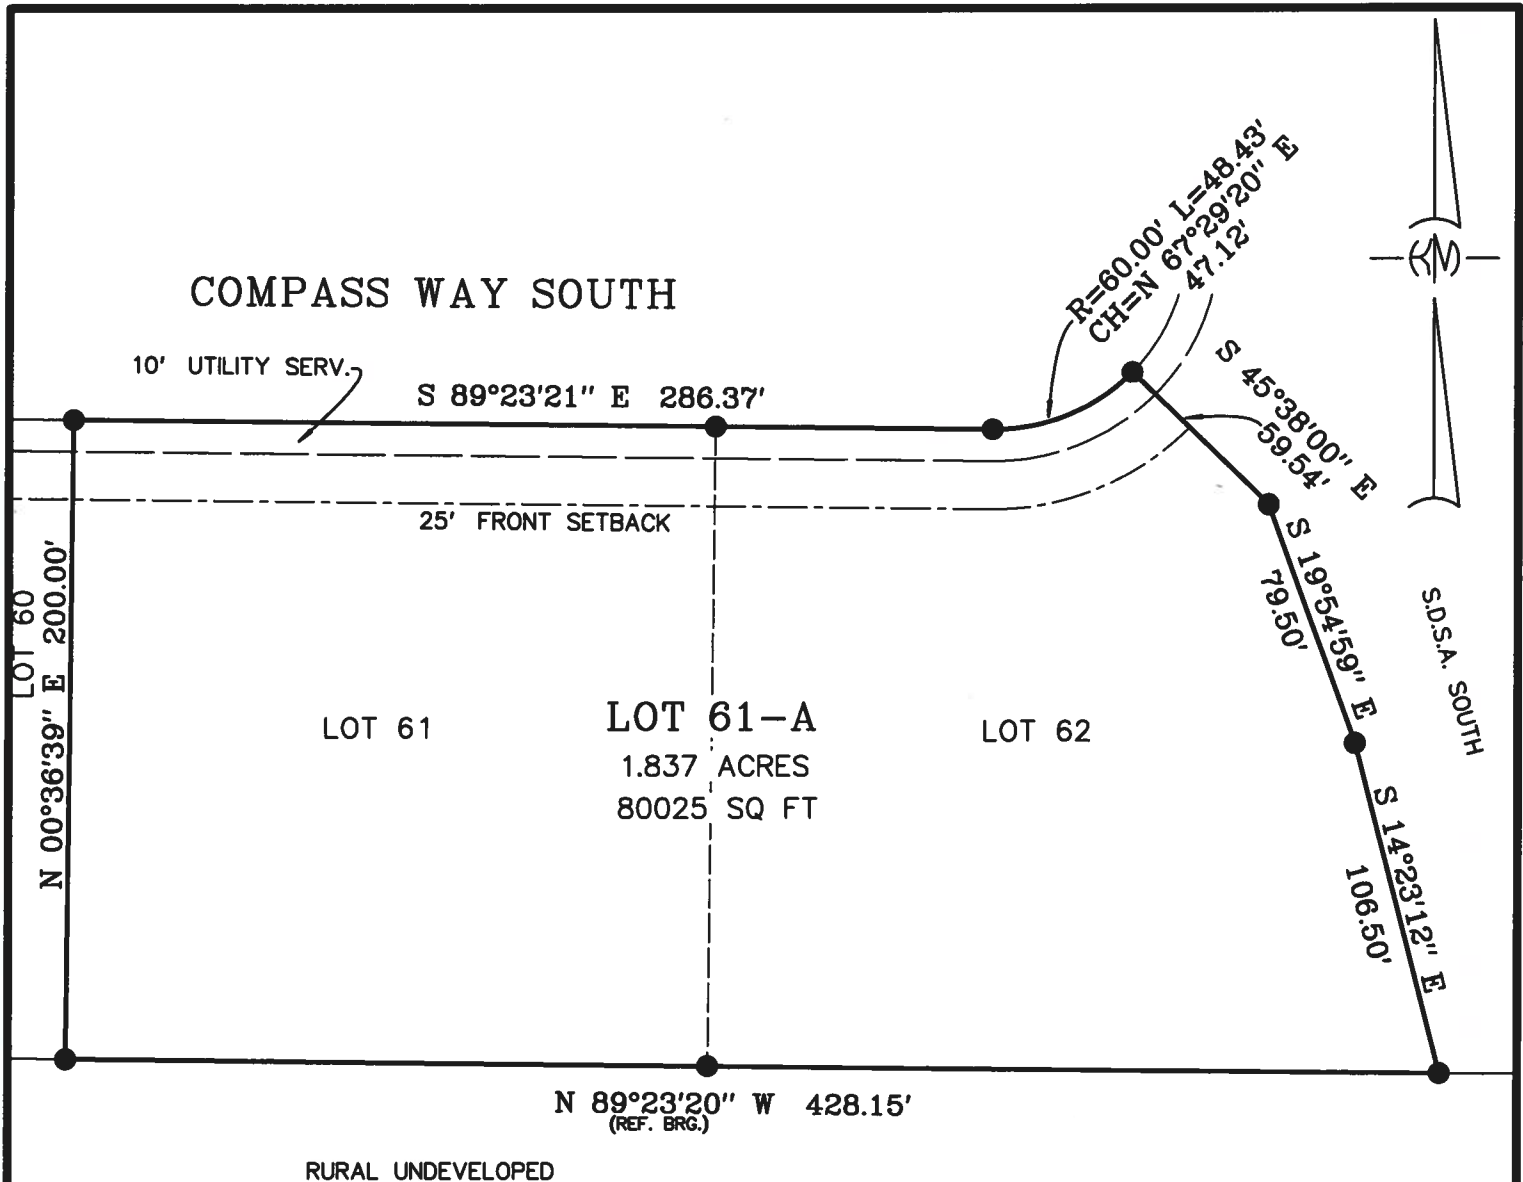 R=60.00' L=48.43'
CH=N 67°29'20" E
47.12'
COMPASS WAY SOUTH
10' UTILITY SERV.
S 89°23'21" E 286.37'
S 45°38'00" E
59.54'
25' FRONT SETBACK
S 19°54'59" E
79.50'
LOT 60
N 00°36'39" E 200.00'
S.D.S.A. SOUTH
LOT 61
LOT 61-A
1.837 ACRES
80025 SQ FT
LOT 62
S 14°23'12" E
106.50'
N 89°23'20" W 428.15'
(REF. BRG.)
RURAL UNDEVELOPED